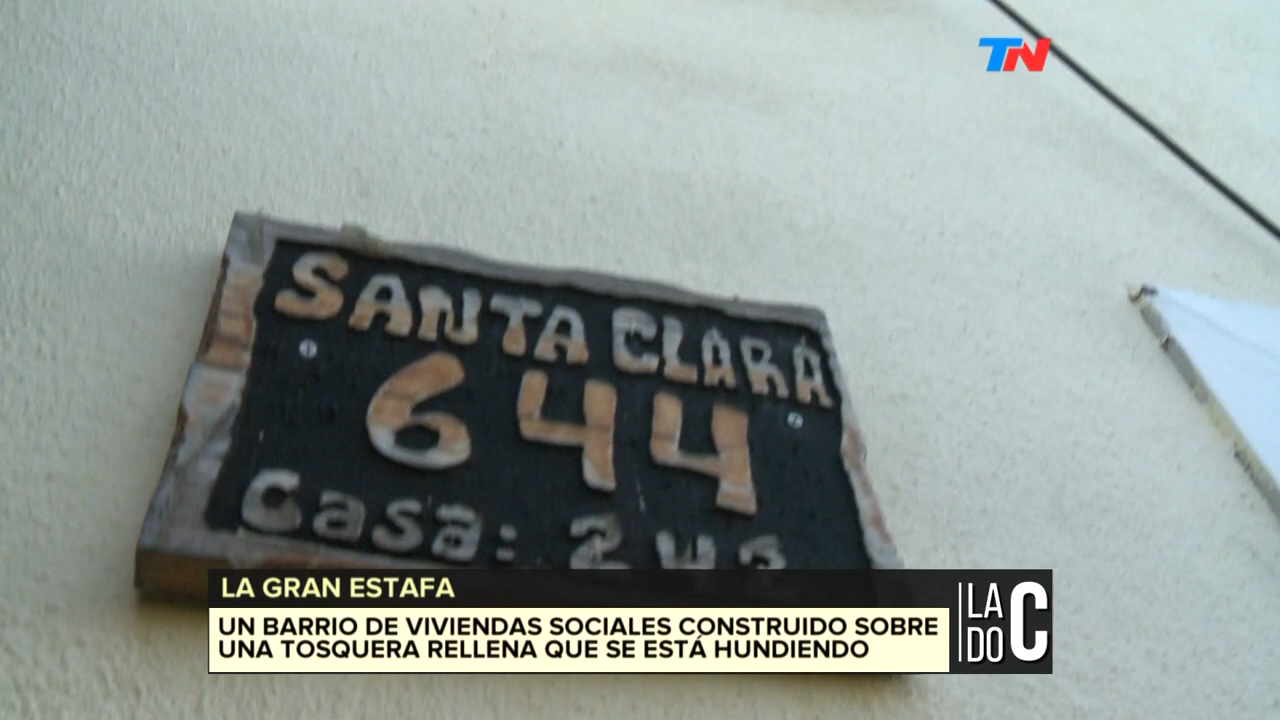 TN
SANTA CLARA
644
Casa:
LA GRAN ESTAFA
UN BARRIO DE VIVIENDAS SOCIALES CONSTRUIDO SOBRE
UNA TOSQUERA RELLENA QUE SE ESTÁ HUNDIENDO
LA
DO
C